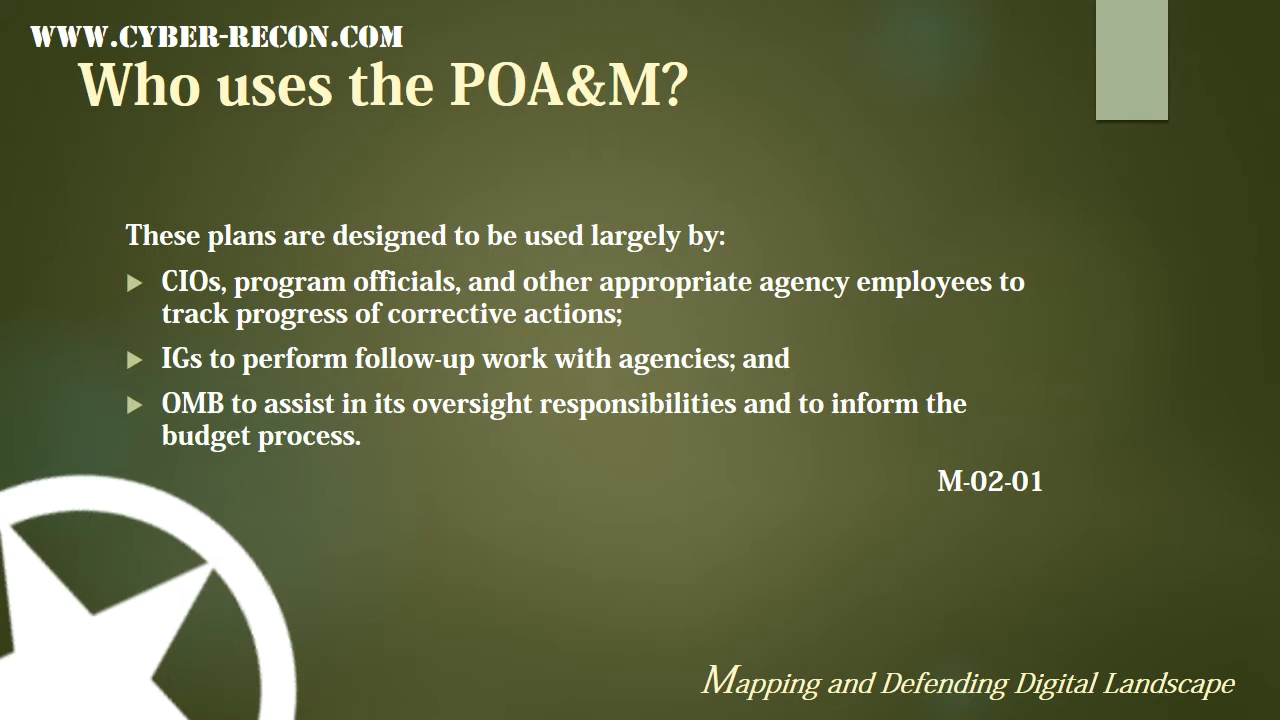 WWW.CYBER-RECON.COM
Who uses the POA&M?
These plans are designed to be used largely by:
CIOs, program officials, and other appropriate agency employees to
track progress of corrective actions;
IGs to perform follow-up work with agencies; and
OMB to assist in its oversight responsibilities and to inform the
budget process.
M-02-01
Mapping and Defending Digital Landscape